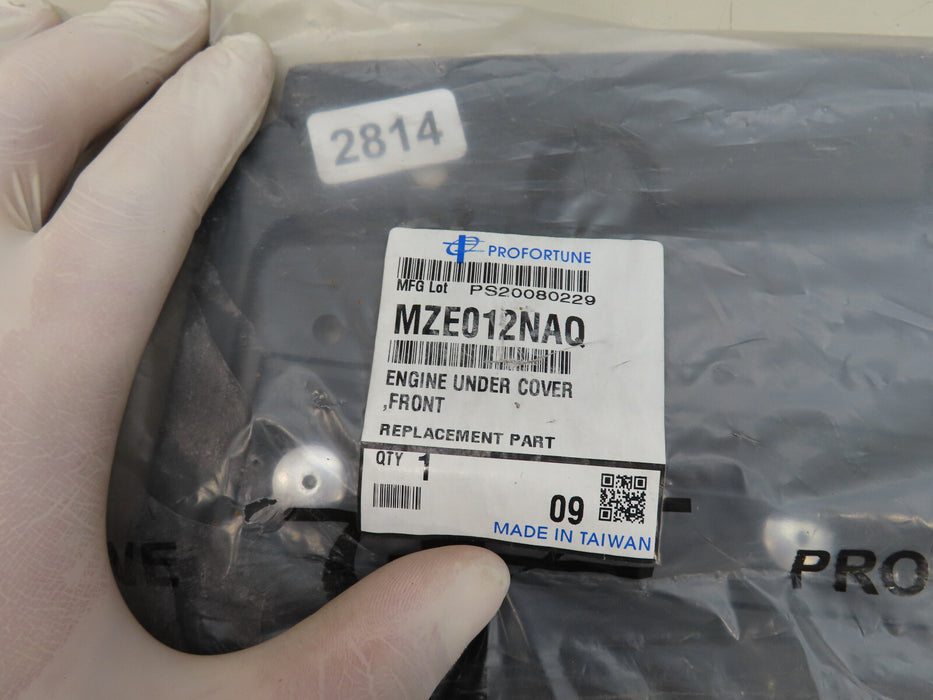 2814
PROFORTUNE
MFG Lot PS20080229
MZE012NAQ
ENGINE UNDER COVER
,FRONT
REPLACEMENT PART
QTY 1
09
MADE IN TAIWAN
PRO